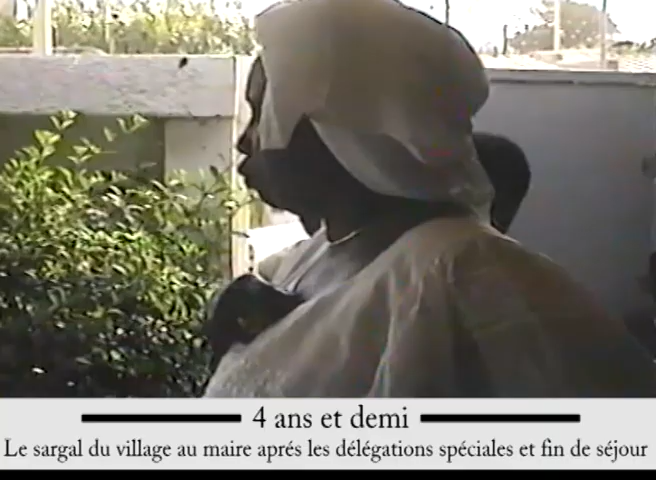 4 ans et demi
Le sargal du village au maire aprés les délégations spéciales et fin de séjour